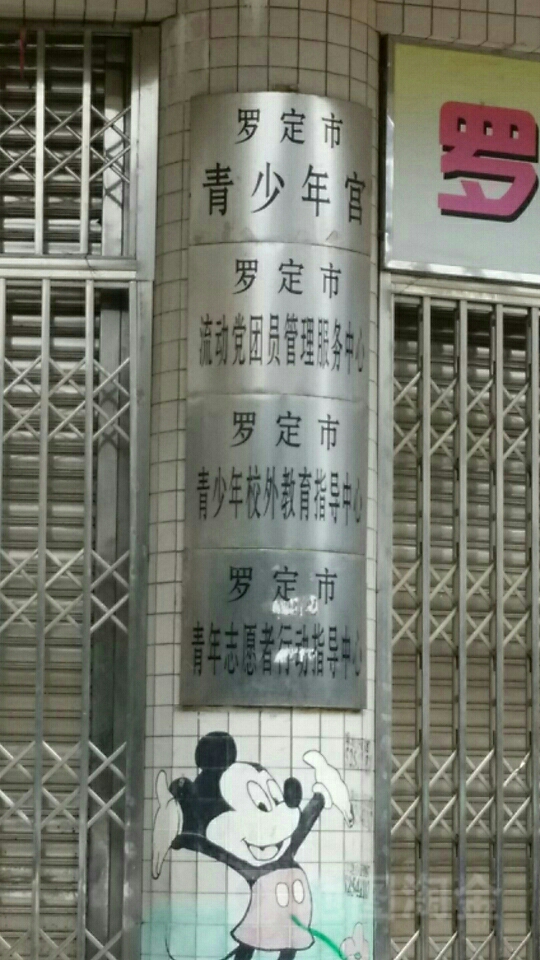 罗定市
青少年宫
罗定市
流动党团员管理服务中心
罗定市
青少年校外教育指导中心
罗定市
青年志愿者行动指导中心
罗
淘金